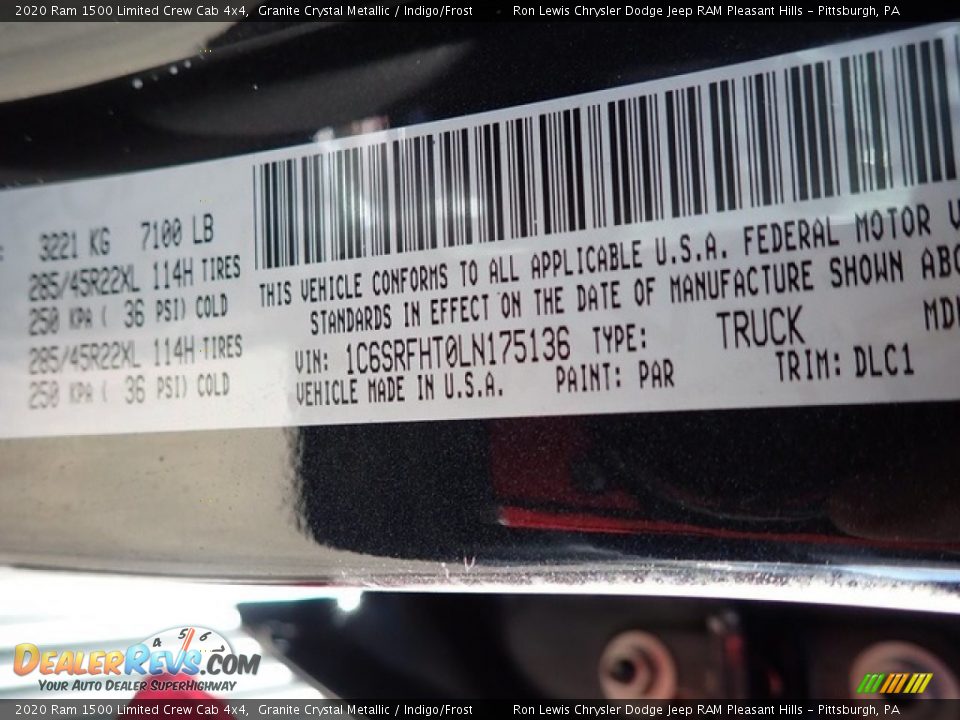 2020 Ram 1500 Limited Crew Cab 4x4, Granite Crystal Metallic / Indigo/Frost Ron Lewis Chrysler Dodge Jeep RAM Pleasant Hills - Pittsburgh, PA
3221 KG 7100 LB
285/45R22XL 114H TIRES
250 KPA ( 36 PSI) COLD
285/45R22XL 114H TIRES
250 KPA ( 36 PSI) COLD
THIS VEHICLE CONFORMS TO ALL APPLICABLE U.S.A. FEDERAL MOTOR
STANDARDS IN EFFECT ON THE DATE OF MANUFACTURE SHOWN
VIN: 1C6SRFHT0LN175136 TYPE: TRUCK
VEHICLE MADE IN U.S.A. PAINT: PAR TRIM: DLC1
4 5 6
DEALERREVS.COM
YOUR AUTO DEALER SUPERHIGHWAY
2020 Ram 1500 Limited Crew Cab 4x4, Granite Crystal Metallic / Indigo/Frost Ron Lewis Chrysler Dodge Jeep RAM Pleasant Hills - Pittsburgh, PA